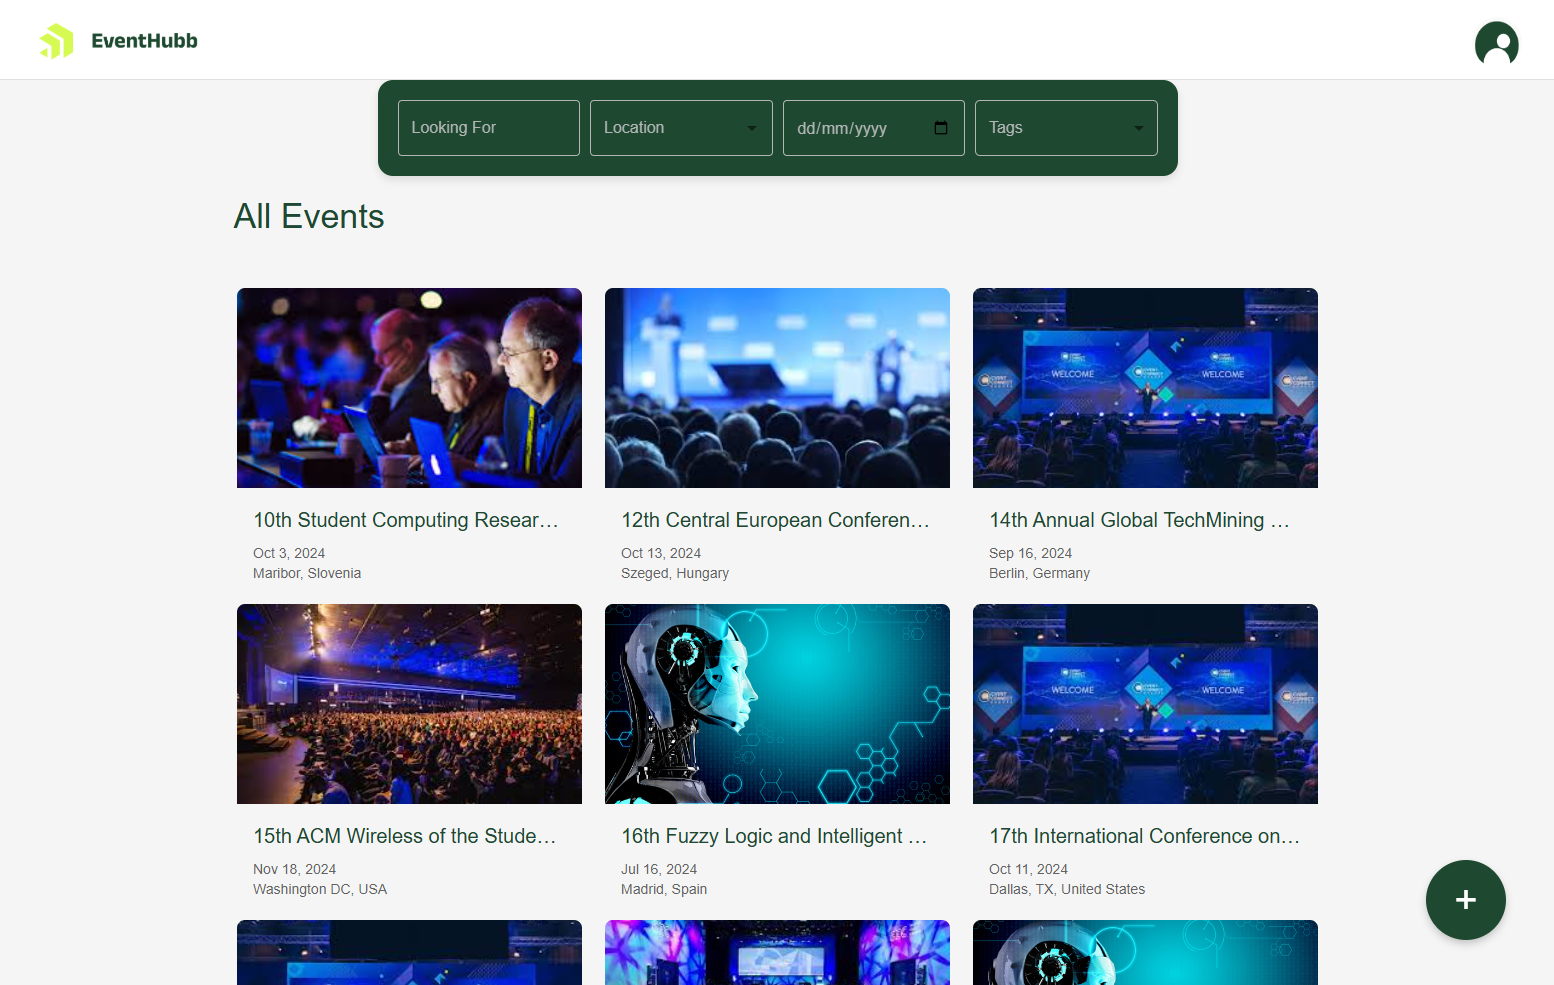 EventHubb
Looking For
Location
dd/mm/yyyy
Tags
All Events
WELCOME
WELCOME
10th Student Computing Resear...
12th Central European Conferen...
14th Annual Global TechMining ...
Oct 3, 2024
Oct 13, 2024
Sep 16, 2024
Maribor, Slovenia
Szeged, Hungary
Berlin, Germany
WELCOME
WELCOME
15th ACM Wireless of the Stude...
16th Fuzzy Logic and Intelligent ...
17th International Conference on...
Nov 18, 2024
Jul 16, 2024
Oct 11, 2024
Washington DC, USA
Madrid, Spain
Dallas, TX, United States
+